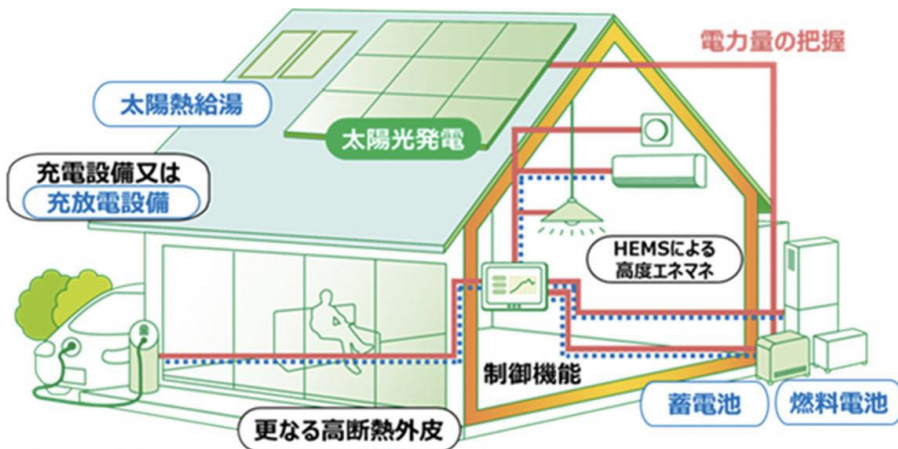 電力量の把握
太陽熱給湯
太陽光発電
充電設備又は
充放電設備
HEMSによる
高度エネマネ
制御機能
蓄電池
燃料電池
更なる高断熱外皮